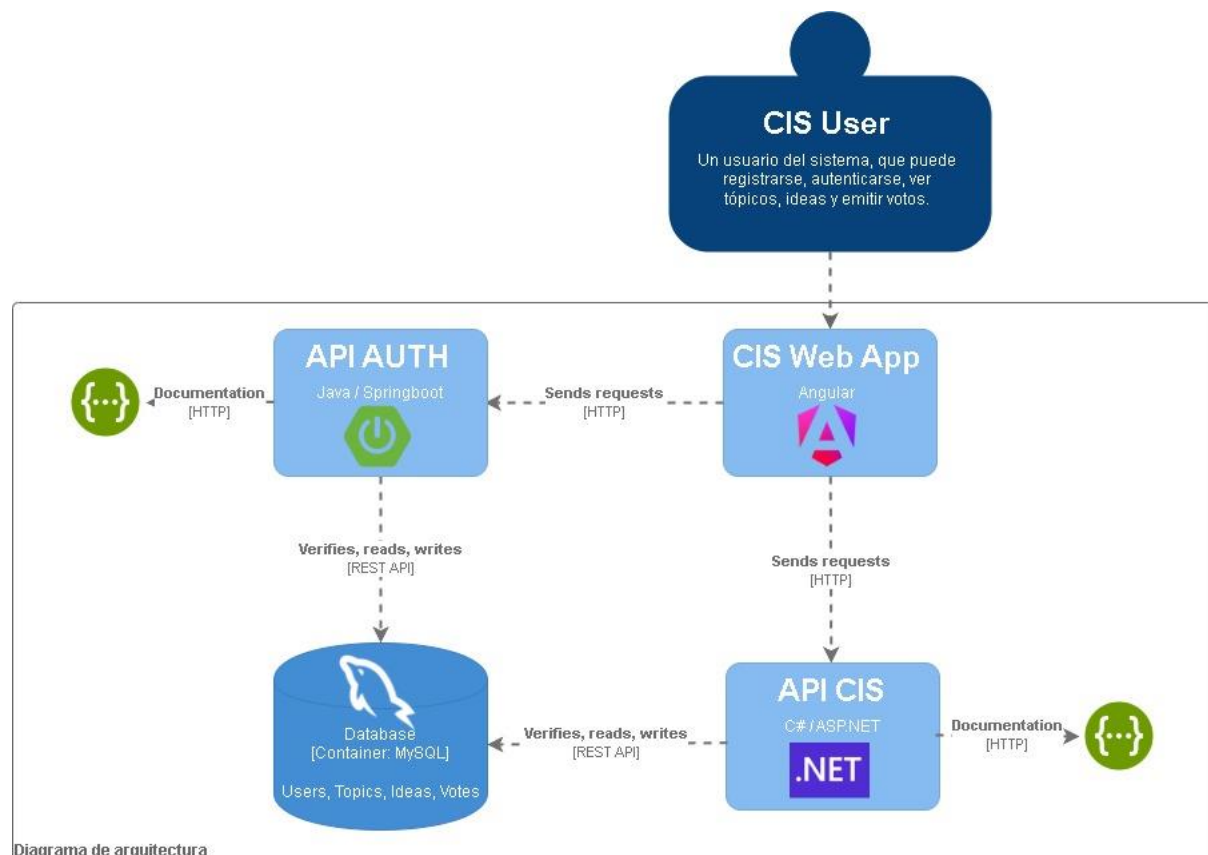 CIS User
Un usuario del sistema, que puede
registrarse, autenticarse, ver
tópicos, ideas y emitir votos.
API AUTH
Java / Springboot
CIS Web App
Angular
Documentation
[HTTP]
Sends requests
[HTTP]
{···}
Verifies, reads, writes
[REST API]
Sends requests
[HTTP]
Database
[Container: MySQL]
Users, Topics, Ideas, Votes
Verifies, reads, writes
[REST API]
API CIS
C# / ASP.NET
.NET
Documentation
[HTTP]
{···}
Diagrama de arquitectura